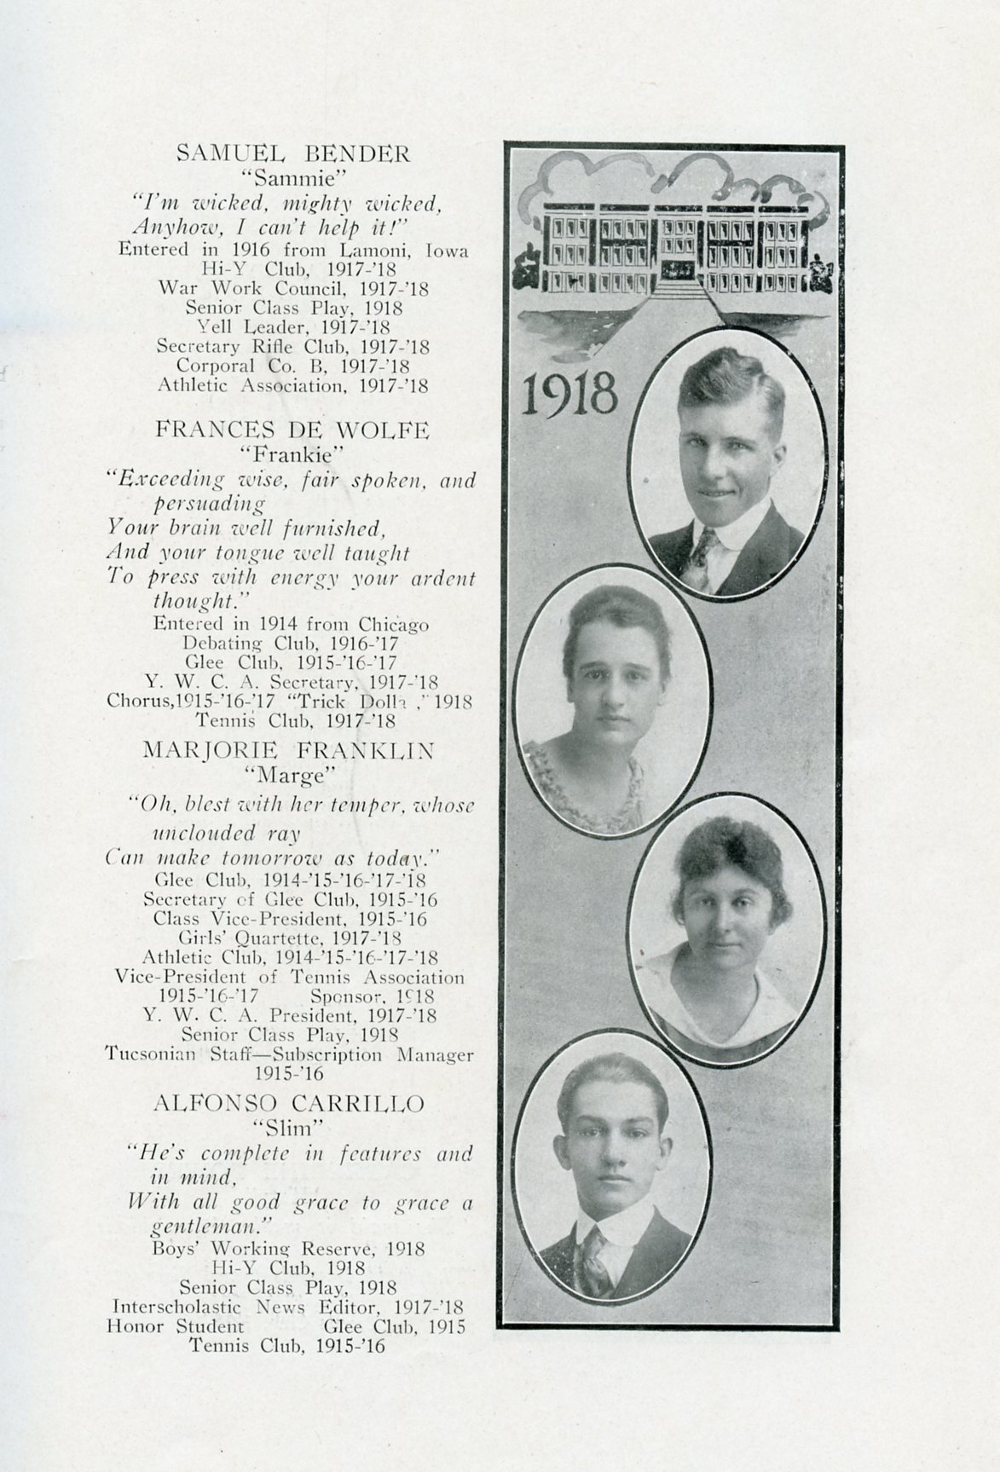 SAMUEL BENDER
"Sammie"
"I'm wicked, mighty wicked,
Anyhow, I can't help it!"
Entered in 1916 from Lamoni, Iowa
Hi-Y Club, 1917-'18
War Work Council, 1917-'18
Senior Class Play, 1918
Yell Leader, 1917-'18
Secretary Rifle Club, 1917-'18
Corporal Co. B, 1917-'18
Athletic Association, 1917-'18
FRANCES DE WOLFE
"Frankie"
"Exceeding wise, fair spoken, and
persuading
Your brain well furnished,
And your tongue well taught
To press with energy your ardent
thought."
Entered in 1914 from Chicago
Debating Club, 1916-'17
Glee Club, 1915-'16-'17
Y. W. C. A. Secretary, 1917-'18
Chorus,1915-'16-'17 "Trick Dolls," 1918
Tennis Club, 1917-'18
MARJORIE FRANKLIN
"Marge"
"Oh, blest with her temper, whose
unclouded ray
Can make tomorrow as today."
Glee Club, 1914-'15-'16-'17-'18
Secretary of Glee Club, 1915-'16
Class Vice-President, 1915-'16
Girls' Quartette, 1917-'18
Athletic Club, 1914-'15-'16-'17-'18
Vice-President of Tennis Association
1915-'16-'17 Sponsor, 1918
Y. W. C. A. President, 1917-'18
Senior Class Play, 1918
Tucsonian Staff—Subscription Manager
1915-'16
ALFONSO CARRILLO
"Slim"
"He's complete in features and
in mind,
With all good grace to grace a
gentleman."
Boys' Working Reserve, 1918
Hi-Y Club, 1918
Senior Class Play, 1918
Interscholastic News Editor, 1917-'18
Honor Student Glee Club, 1915
Tennis Club, 1915-'16
1918